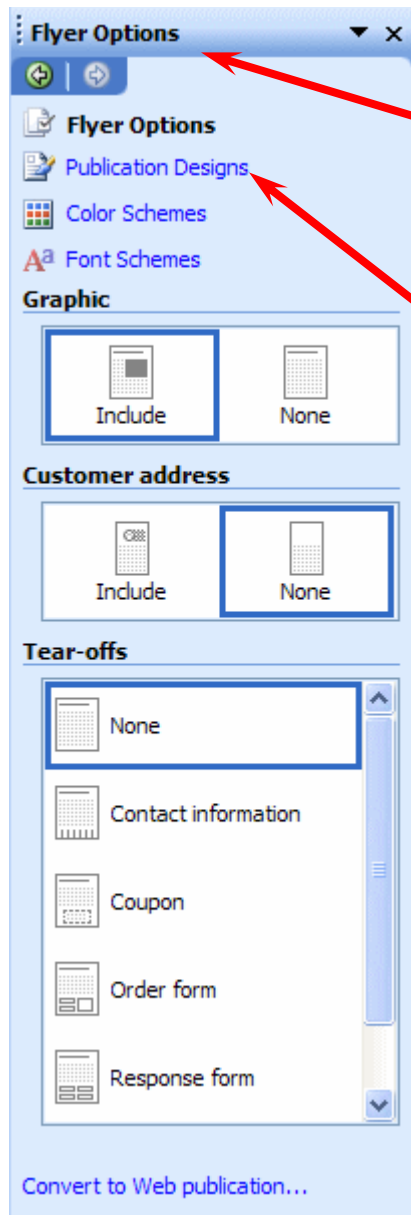 Flyer Options
Flyer Options
Publication Designs
Color Schemes
Aa Font Schemes
Graphic
Include None
Customer address
Include None
Tear-offs
None
Contact information
Coupon
Order form
Response form
Convert to Web publication...